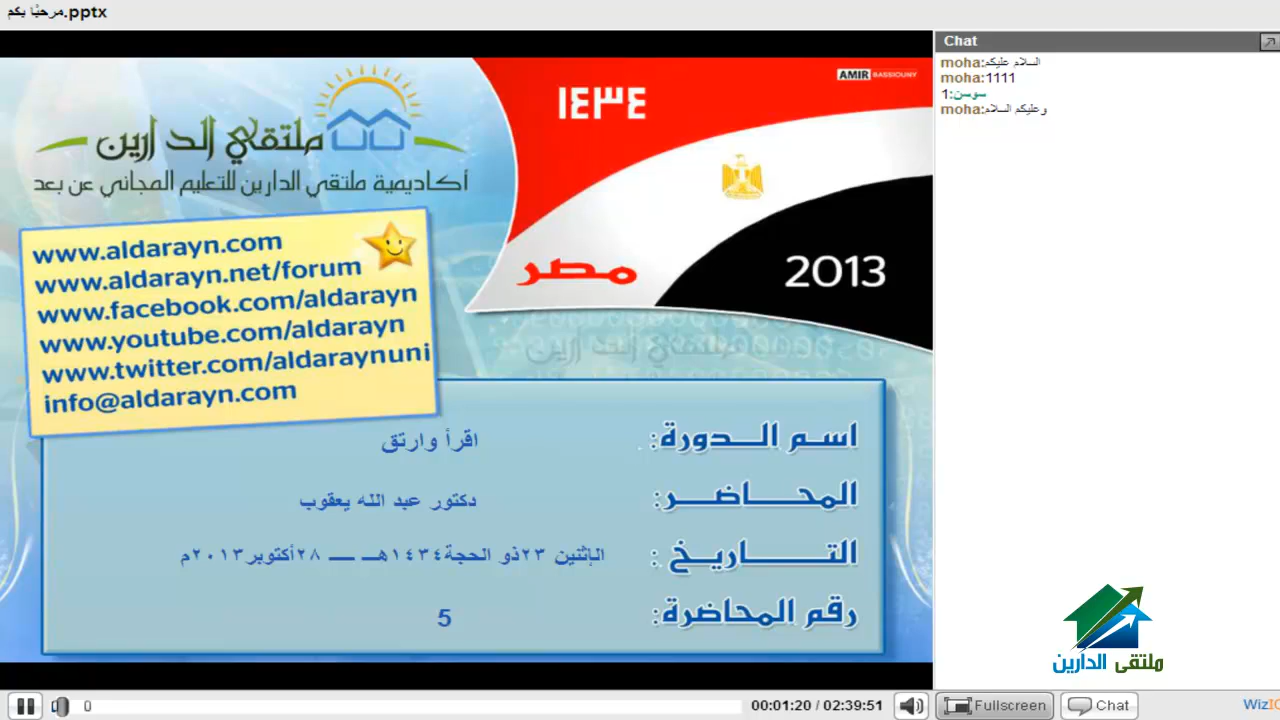 مرحبًا بكم.pptx
ملتقي الدارين
أكاديمية ملتقي الدارين للتعليم المجاني عن بعد
www.aldarayn.com
www.aldarayn.net/forum
www.facebook.com/aldarayn
www.youtube.com/aldarayn
www.twitter.com/aldaraynuni
info@aldarayn.com
١٤٣٤
AMIR BASSIOUNY
مصر
2013
ملتقي الدارين
اسم الدورة: اقرأ وارتق
المحاضر: دكتور عبد الله يعقوب
التاريخ: الإثنين ٢٣ذو الحجة١٤٣٤هـ — ٢٨أكتوبر٢٠١٣م
رقم المحاضرة: 5
Chat
moha:السلام عليكم
moha:1111
سوسن:1
moha:وعليكم السلام
ملتقى الدارين
0
00:01:20 / 02:39:51
Fullscreen
Chat